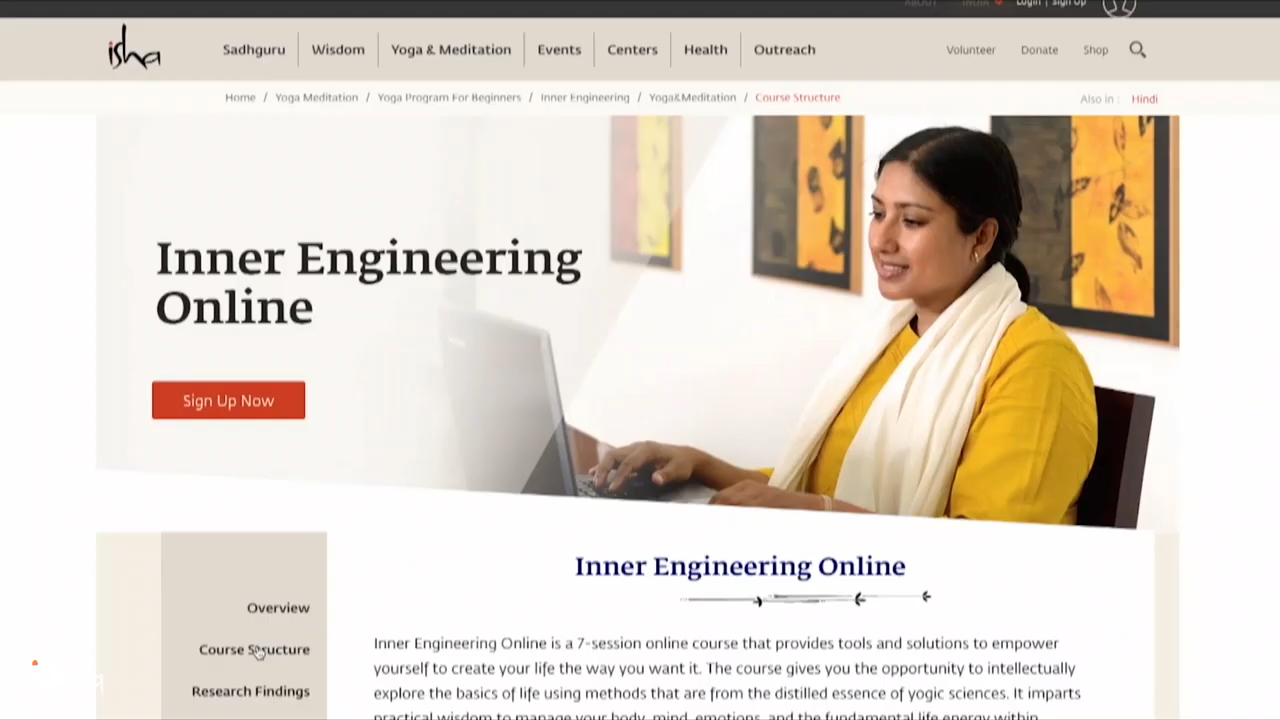 ABOUT INDIA Login | Sign Up
isha Sadhguru Wisdom Yoga & Meditation Events Centers Health Outreach Volunteer Donate Shop
Home / Yoga Meditation / Yoga Program For Beginners / Inner Engineering / Yoga&Meditation / Course Structure Also in : Hindi
Inner Engineering
Online
Sign Up Now
Inner Engineering Online
Overview
Course Structure
Research Findings
Inner Engineering Online is a 7-session online course that provides tools and solutions to empower
yourself to create your life the way you want it. The course gives you the opportunity to intellectually
explore the basics of life using methods that are from the distilled essence of yogic sciences. It imparts
practical wisdom to manage your body, mind, emotions, and the fundamental life energy within